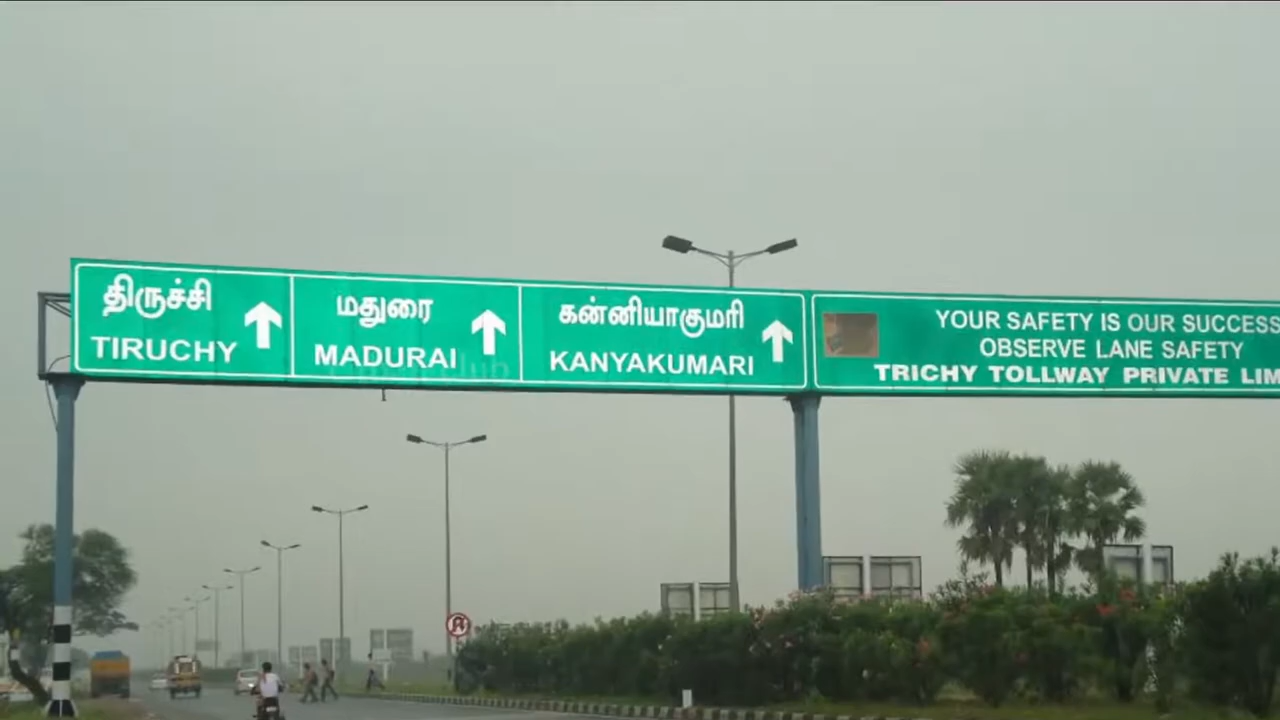 திருச்சி
TIRUCHY
மதுரை
MADURAI
கன்னியாகுமரி
KANYAKUMARI
YOUR SAFETY IS OUR SUCCESS
OBSERVE LANE SAFETY
TRICHY TOLLWAY PRIVATE LIM